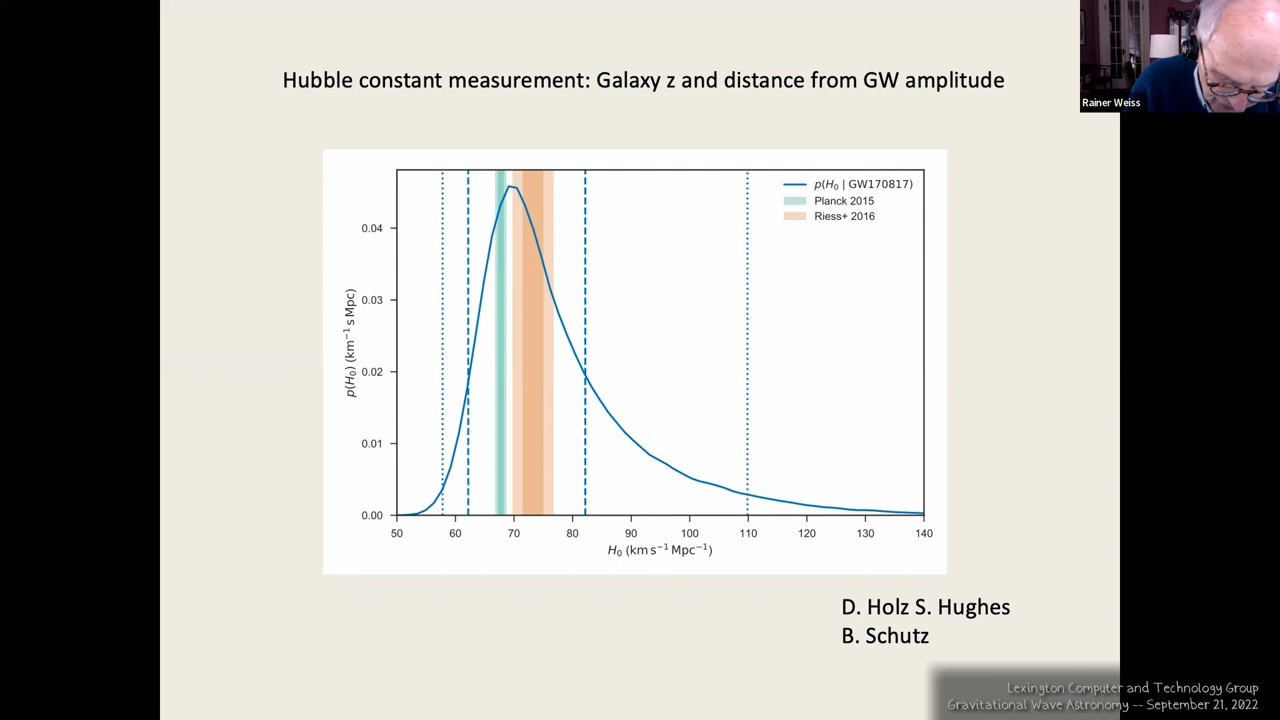 Hubble constant measurement: Galaxy z and distance from GW amplitude
Rainer Weiss
p(H₀ | GW170817)
Planck 2015
Riess+ 2016
p(H₀) (km⁻¹ s Mpc)
0.04
0.03
0.02
0.01
0.00
50 60 70 80 90 100 110 120 130 140
H₀ (km s⁻¹ Mpc⁻¹)
D. Holz S. Hughes
B. Schutz
Lexington Computer and Technology Group
Gravitational Wave Astronomy -- September 21, 2022